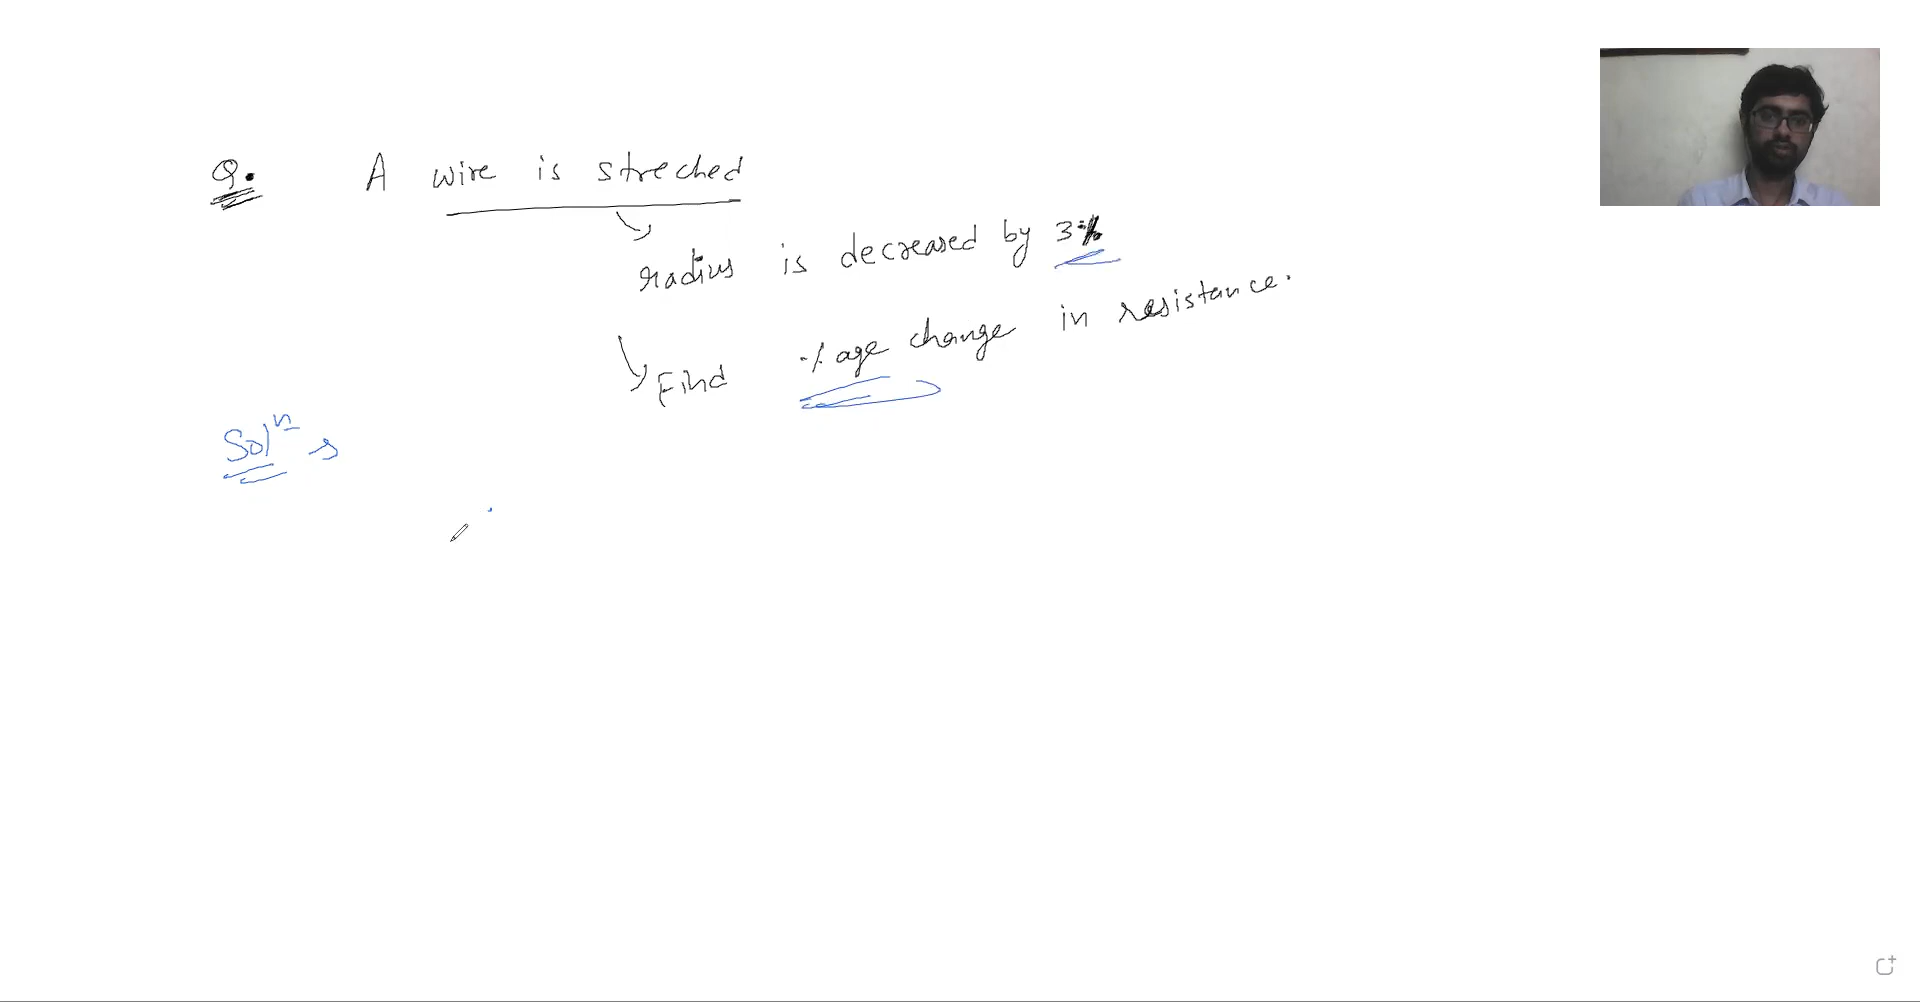 Q. A wire is streched
radius is decreased by 3%
Find %age change in resistance.
Solⁿ :